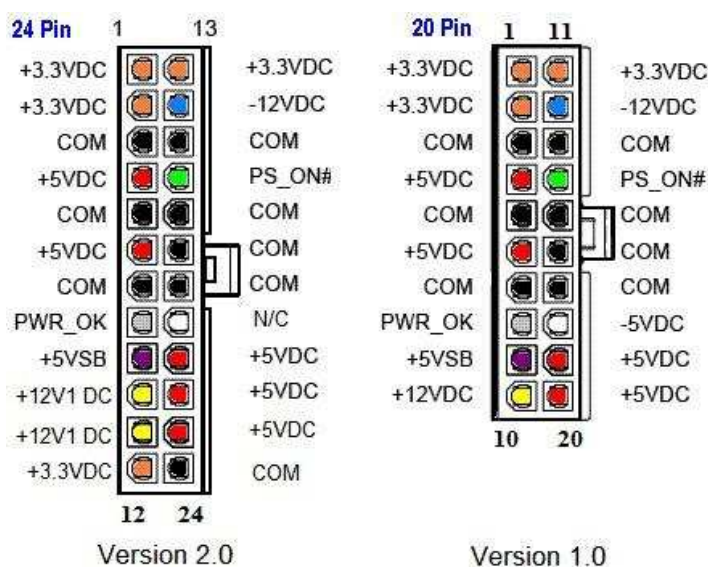 24 Pin 1 13
+3.3VDC +3.3VDC
+3.3VDC -12VDC
COM COM
+5VDC PS_ON#
COM COM
+5VDC COM
COM COM
PWR_OK N/C
+5VSB +5VDC
+12V1 DC +5VDC
+12V1 DC +5VDC
+3.3VDC COM
12 24
Version 2.0
20 Pin 1 11
+3.3VDC +3.3VDC
+3.3VDC -12VDC
COM COM
+5VDC PS_ON#
COM COM
+5VDC COM
COM COM
PWR_OK -5VDC
+5VSB +5VDC
+12VDC +5VDC
10 20
Version 1.0